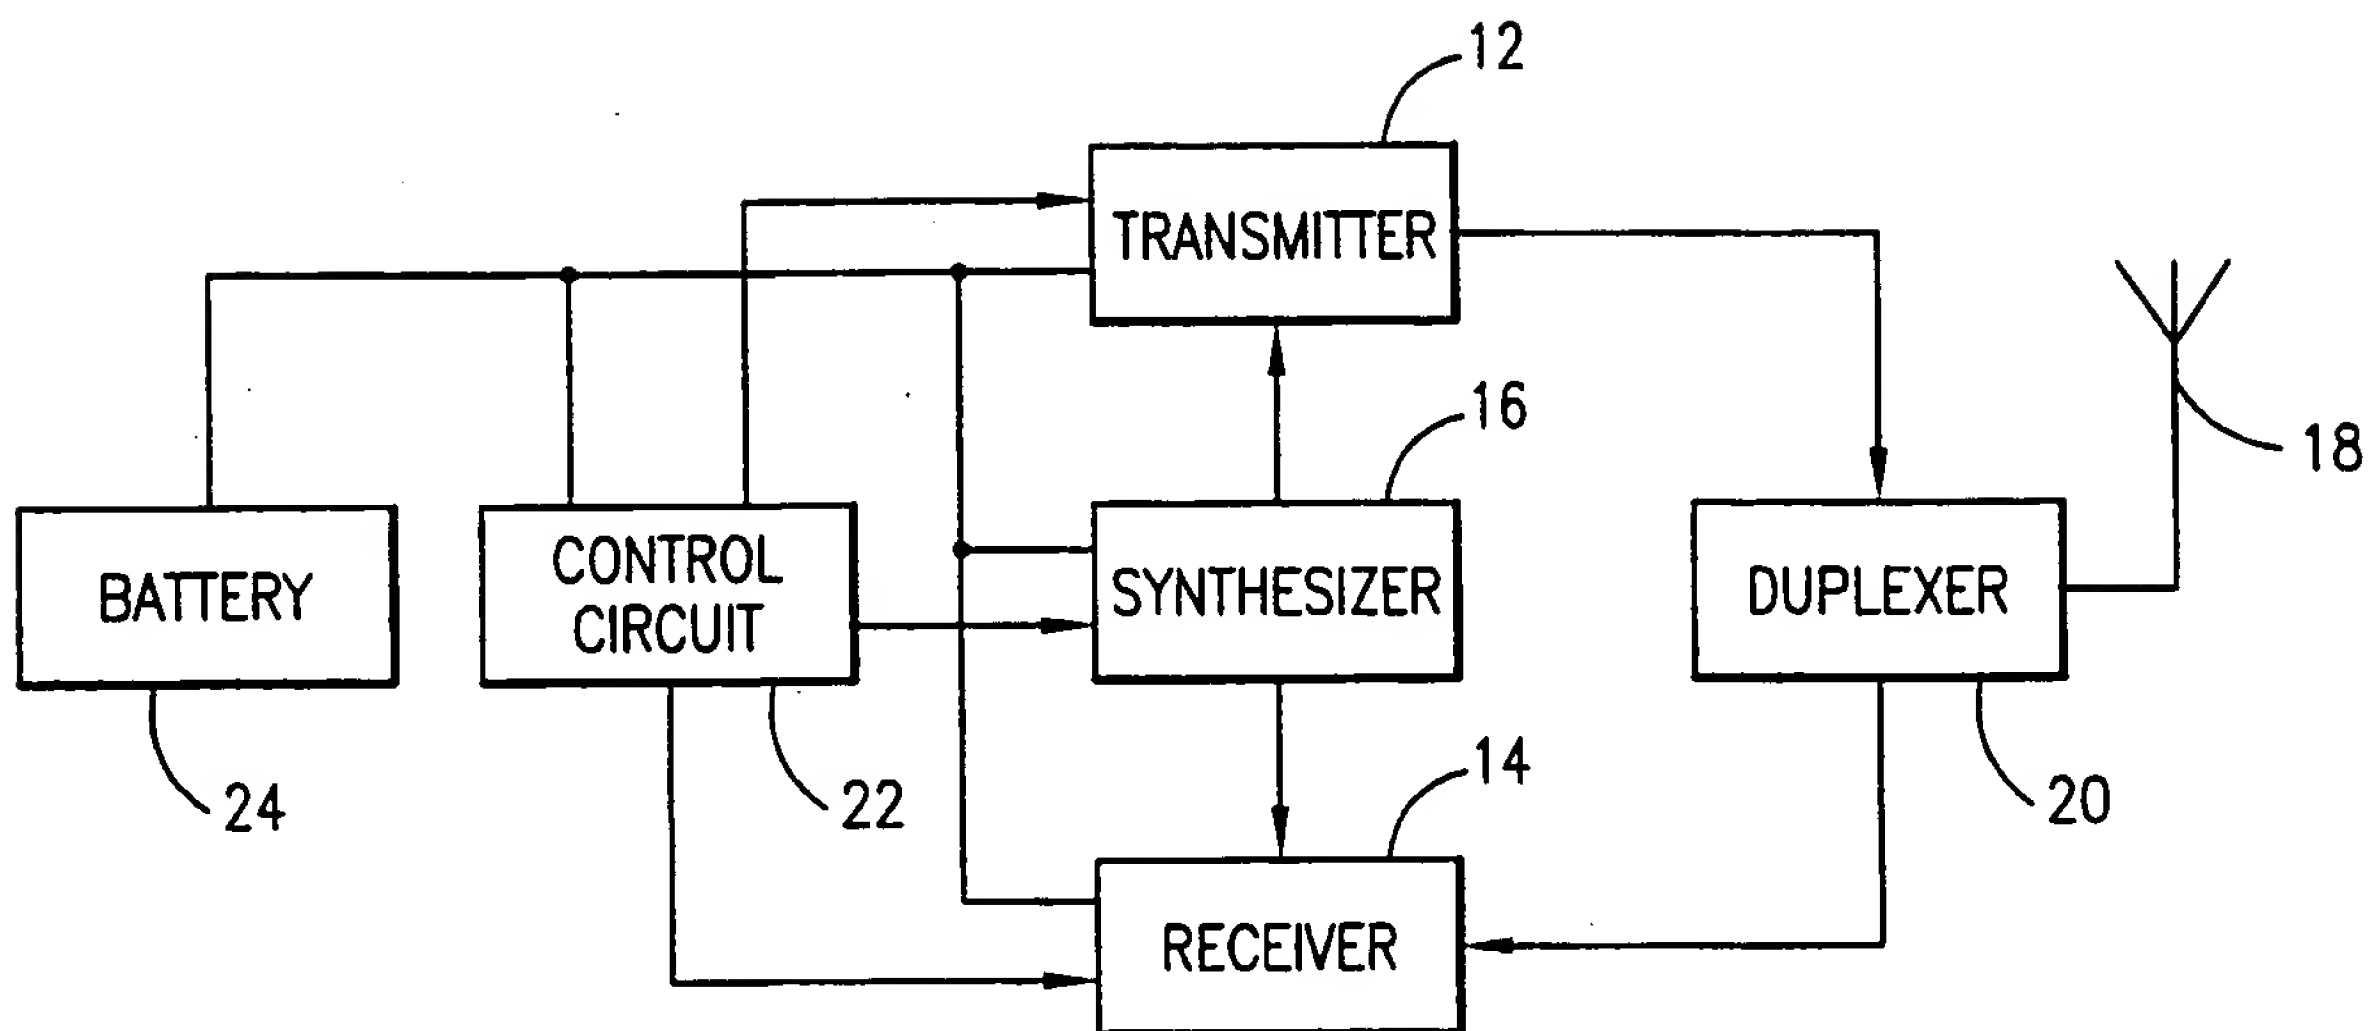 12
TRANSMITTER
16
18
BATTERY
CONTROL
CIRCUIT
SYNTHESIZER
DUPLEXER
24
22
14
20
RECEIVER